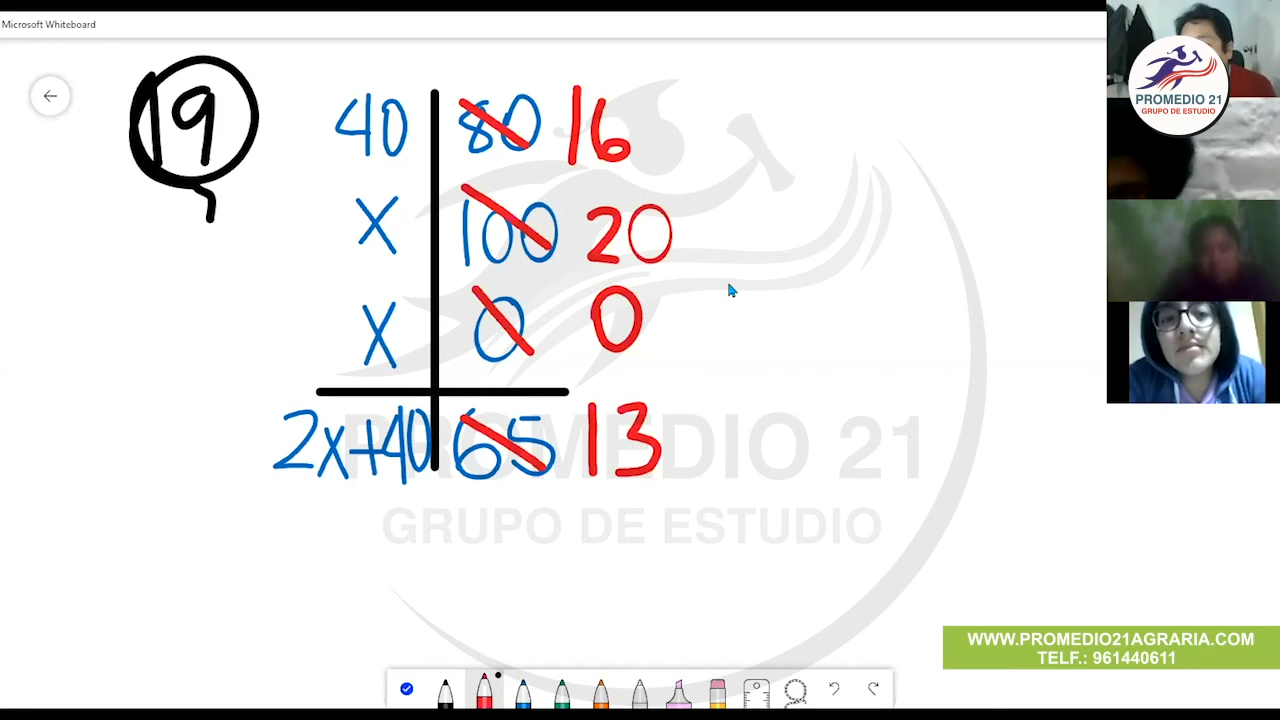 Microsoft Whiteboard
PROMEDIO 21
GRUPO DE ESTUDIO
19
40 80 16
X 100 20
X 0 0
2x+40 65 13
PROMEDIO 21
GRUPO DE ESTUDIO
WWW.PROMEDIO21AGRARIA.COM
TELF.: 961440611